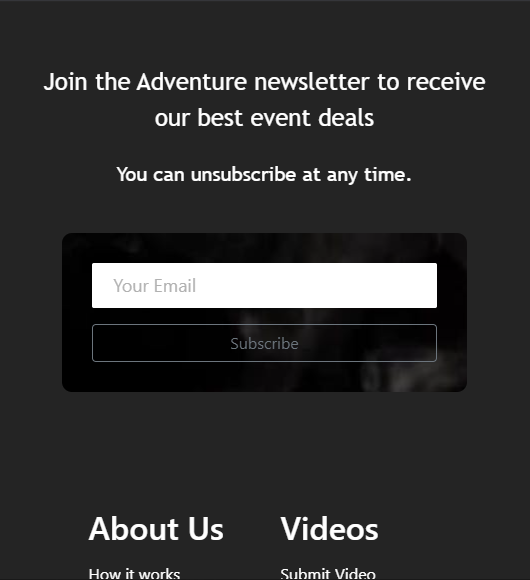 Join the Adventure newsletter to receive
our best event deals
You can unsubscribe at any time.
Your Email
Subscribe
About Us
Videos
How it works
Submit Video